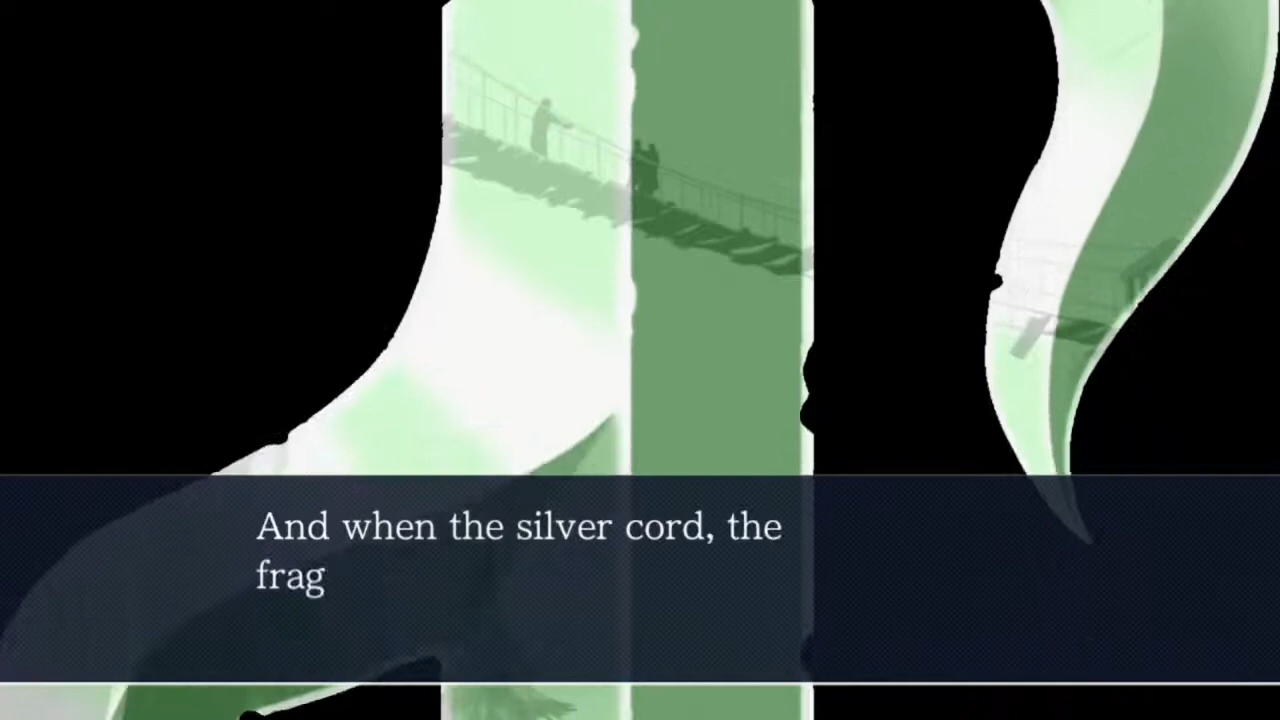 And when the silver cord, the
frag